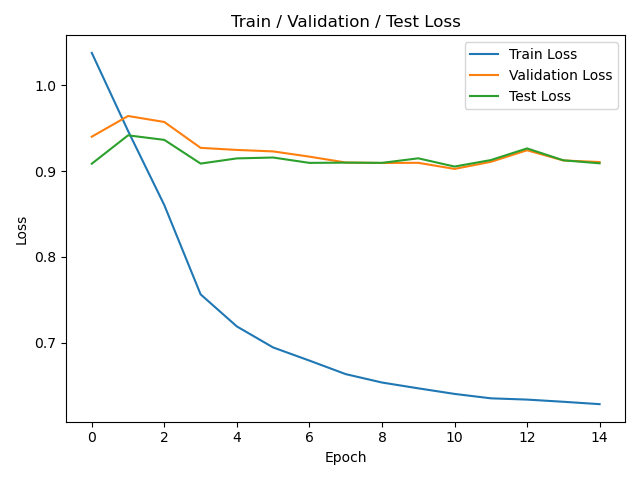 Train / Validation / Test Loss
Train Loss
Validation Loss
Test Loss
1.0
0.9
0.8
0.7
Loss
0 2 4 6 8 10 12 14
Epoch